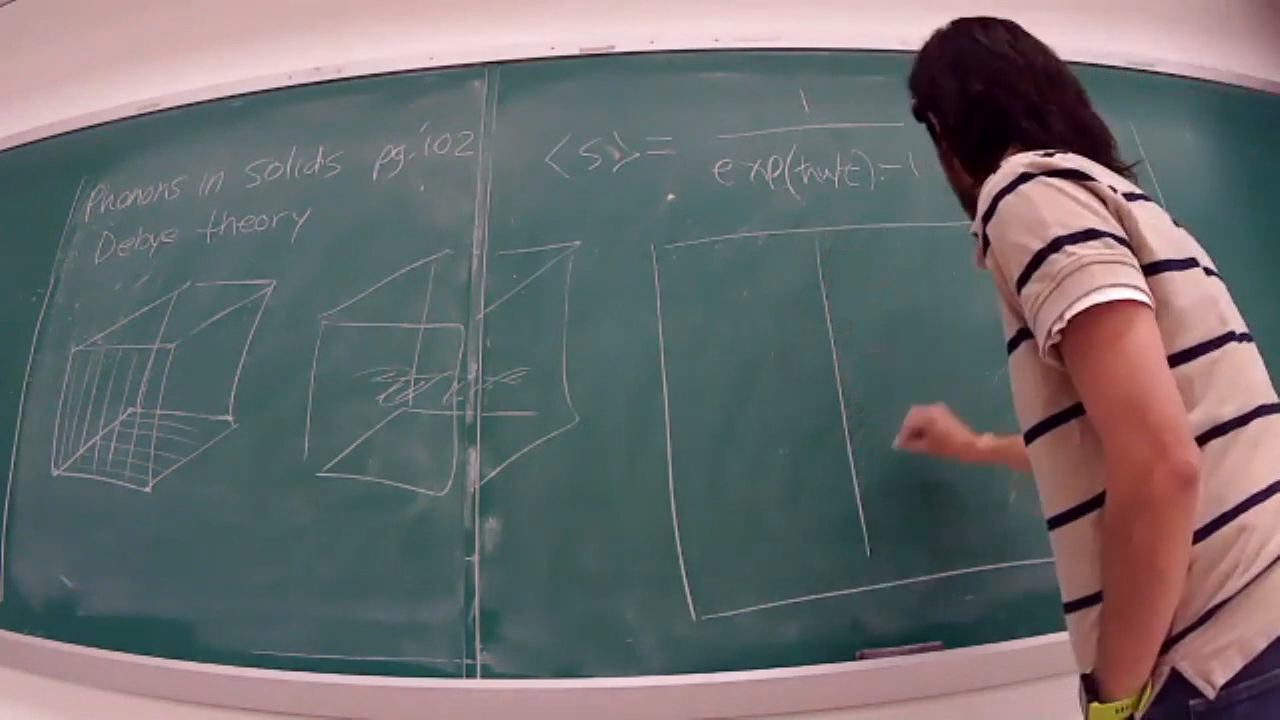 Phonons in solids pg. 102
Debye theory
<s> =
1
exp(ħω/τ) - 1